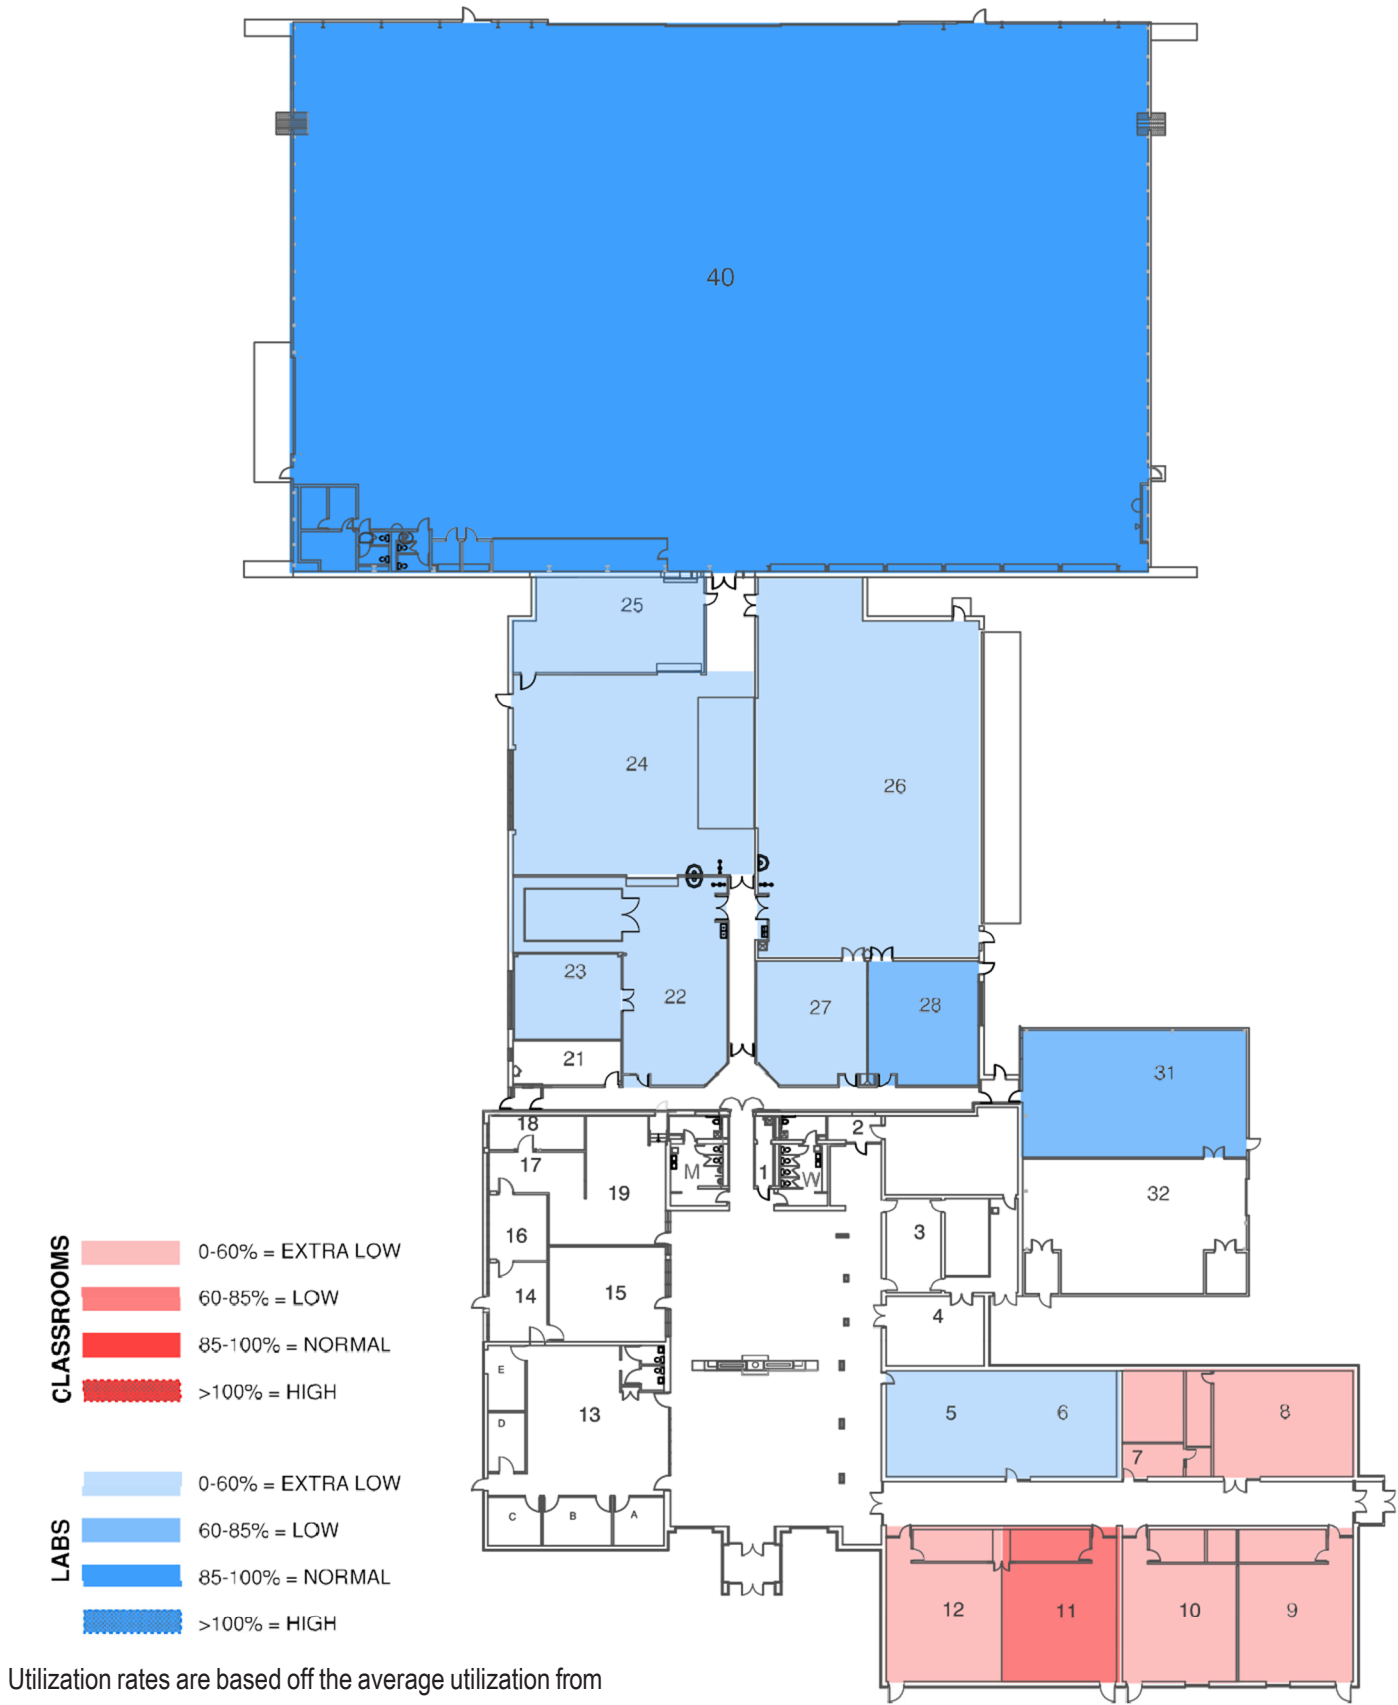 40
25
24
26
23
22
27
28
21
31
18
2
17
M
1
W
19
32
16
3
14
15
4
E
13
5
6
8
D
7
C
B
A
12
11
10
9
CLASSROOMS
0-60% = EXTRA LOW
60-85% = LOW
85-100% = NORMAL
>100% = HIGH
LABS
0-60% = EXTRA LOW
60-85% = LOW
85-100% = NORMAL
>100% = HIGH
Utilization rates are based off the average utilization from